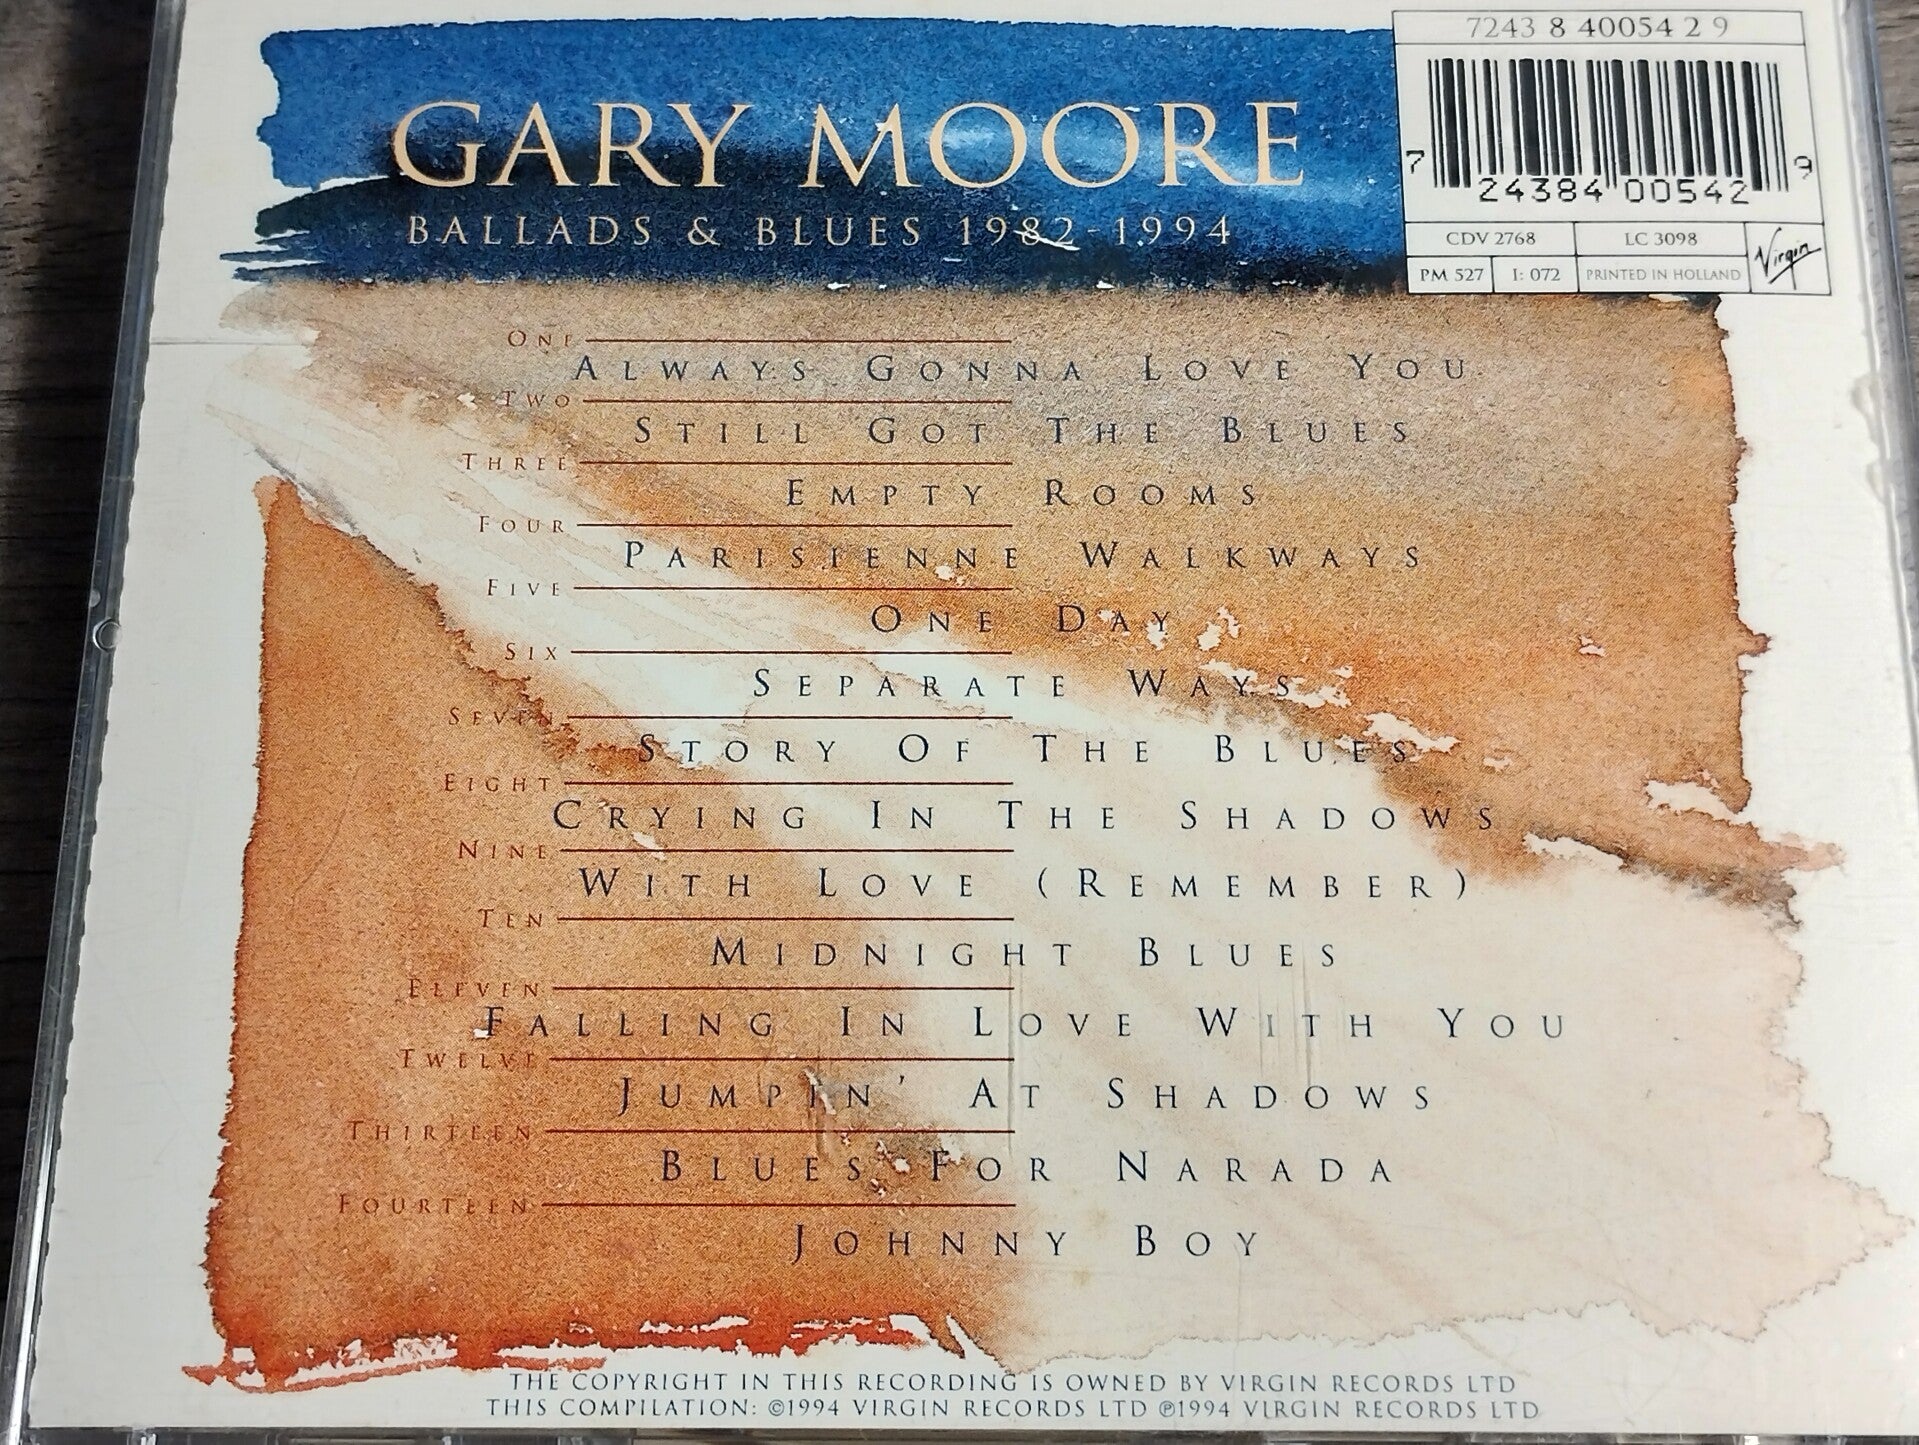 7243 8 40054 2 9
GARY MOORE
BALLADS & BLUES 1982-1994
7 24384 00542 9
CDV 2768
LC 3098
Virgin
PM 527
I: 072
PRINTED IN HOLLAND
ONE
ALWAYS GONNA LOVE YOU
TWO
STILL GOT THE BLUES
THREE
EMPTY ROOMS
FOUR
PARISIENNE WALKWAYS
FIVE
ONE DAY
SIX
SEPARATE WAYS
SEVEN
STORY OF THE BLUES
EIGHT
CRYING IN THE SHADOWS
NINE
WITH LOVE (REMEMBER)
TEN
MIDNIGHT BLUES
ELEVEN
FALLING IN LOVE WITH YOU
TWELVE
JUMPIN' AT SHADOWS
THIRTEEN
BLUES FOR NARADA
FOURTEEN
JOHNNY BOY
THE COPYRIGHT IN THIS RECORDING IS OWNED BY VIRGIN RECORDS LTD
THIS COMPILATION: ©1994 VIRGIN RECORDS LTD ℗1994 VIRGIN RECORDS LTD